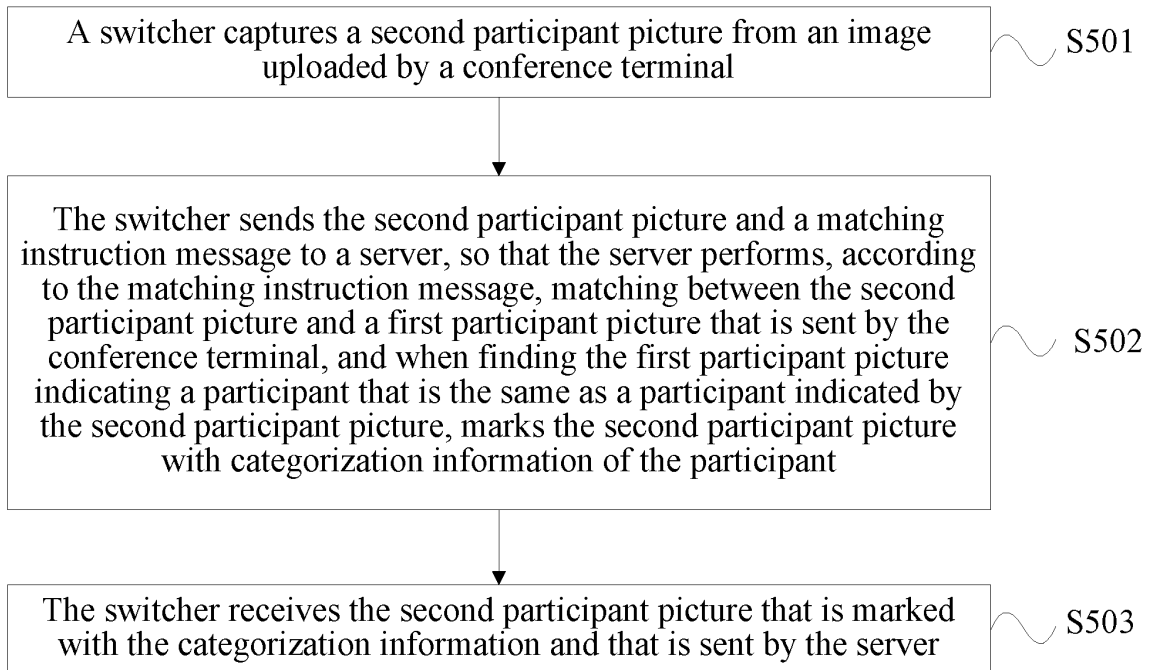 A switcher captures a second participant picture from an image
uploaded by a conference terminal
S501
The switcher sends the second participant picture and a matching
instruction message to a server, so that the server performs, according
to the matching instruction message, matching between the second
participant picture and a first participant picture that is sent by the
conference terminal, and when finding the first participant picture
indicating a participant that is the same as a participant indicated by
the second participant picture, marks the second participant picture
with categorization information of the participant
S502
The switcher receives the second participant picture that is marked
with the categorization information and that is sent by the server
S503